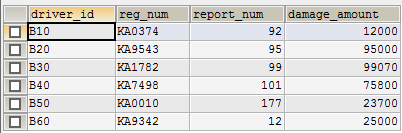 driver_id reg_num report_num damage_amount
B10 KA0374 92 12000
B20 KA9543 95 95000
B30 KA1782 99 99070
B40 KA7498 101 75800
B50 KA0010 177 23700
B60 KA9342 12 25000